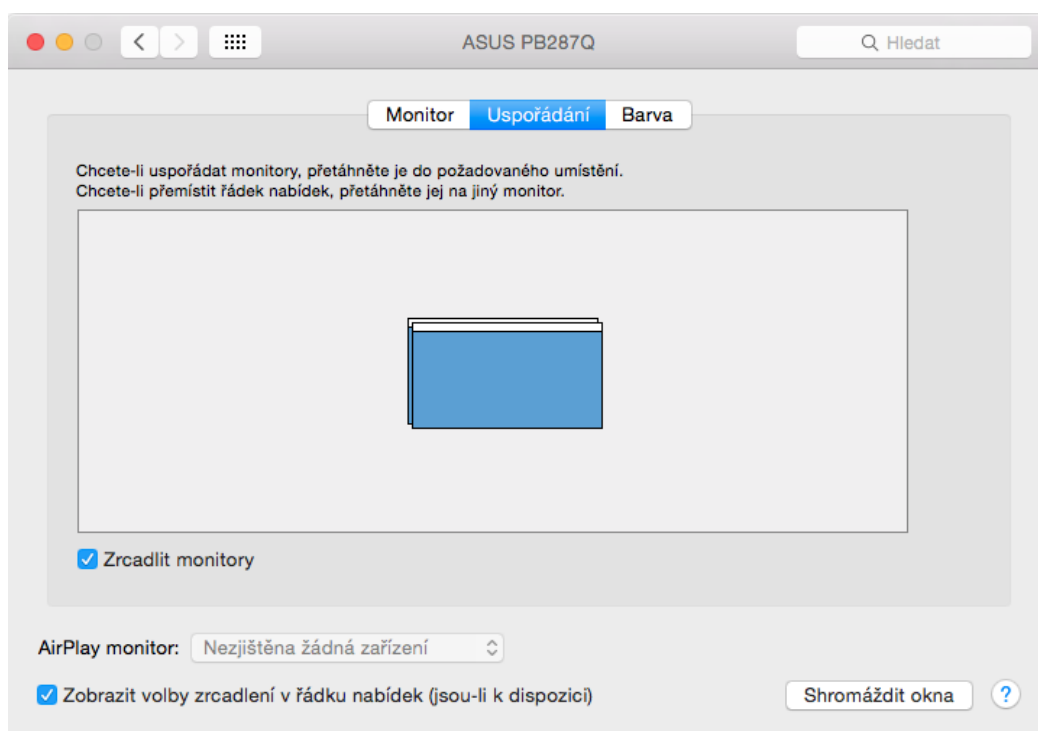 ASUS PB287Q
Hledat
Monitor
Uspořádání
Barva
Chcete-li uspořádat monitory, přetáhněte je do požadovaného umístění.
Chcete-li přemístit řádek nabídek, přetáhněte jej na jiný monitor.
Zrcadlit monitory
AirPlay monitor: Nezjištěna žádná zařízení
Zobrazit volby zrcadlení v řádku nabídek (jsou-li k dispozici)
Shromáždit okna
?